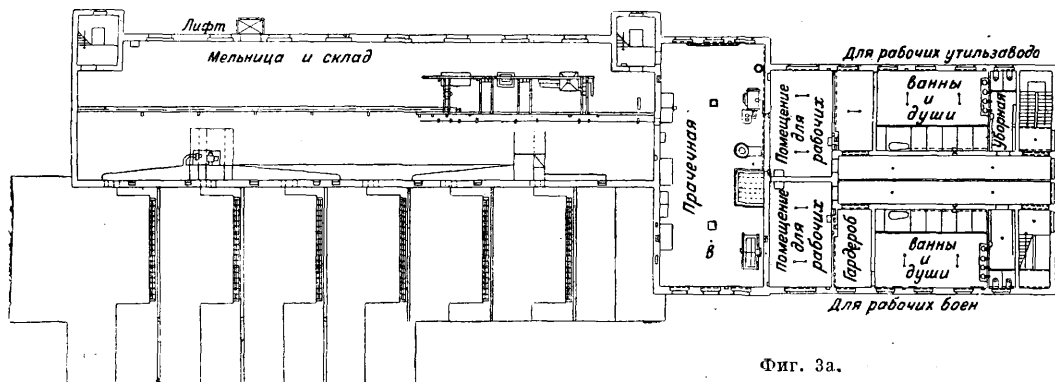 Лифт
Мельница и склад
Для рабочих утильзавода
Прачечная
В
Помещение
для
рабочих
ванны
и
души
Уборная
Помещение
для
рабочих
Гардероб
ванны
и
души
Для рабочих боен
Фиг. 3а.